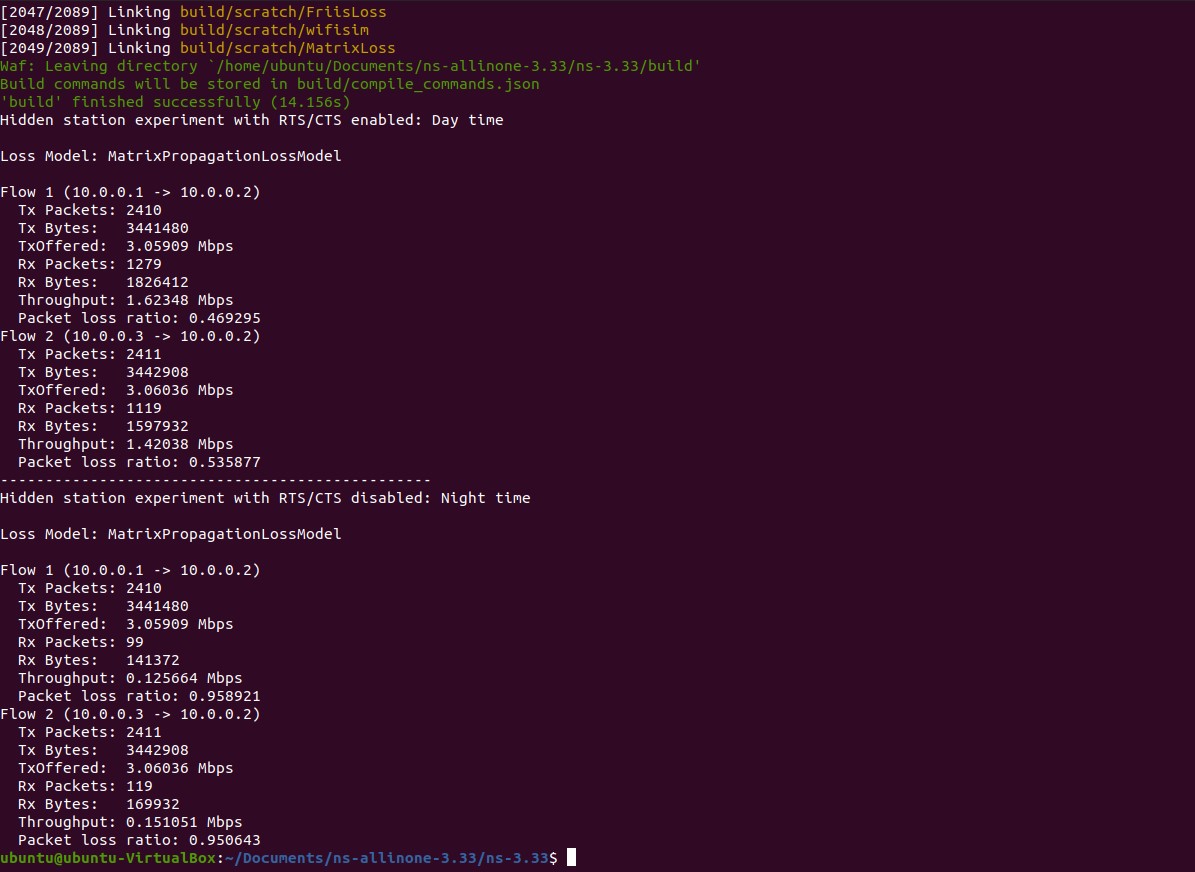 [2047/2089] Linking build/scratch/FriisLoss
[2048/2089] Linking build/scratch/wifisim
[2049/2089] Linking build/scratch/MatrixLoss
Waf: Leaving directory `/home/ubuntu/Documents/ns-allinone-3.33/ns-3.33/build'
Build commands will be stored in build/compile_commands.json
'build' finished successfully (14.156s)
Hidden station experiment with RTS/CTS enabled: Day time
Loss Model: MatrixPropagationLossModel
Flow 1 (10.0.0.1 -> 10.0.0.2)
  Tx Packets: 2410
  Tx Bytes:   3441480
  TxOffered:  3.05909 Mbps
  Rx Packets: 1279
  Rx Bytes:   1826412
  Throughput: 1.62348 Mbps
  Packet loss ratio: 0.469295
Flow 2 (10.0.0.3 -> 10.0.0.2)
  Tx Packets: 2411
  Tx Bytes:   3442908
  TxOffered:  3.06036 Mbps
  Rx Packets: 1119
  Rx Bytes:   1597932
  Throughput: 1.42038 Mbps
  Packet loss ratio: 0.535877
------------------------------------------------
Hidden station experiment with RTS/CTS disabled: Night time
Loss Model: MatrixPropagationLossModel
Flow 1 (10.0.0.1 -> 10.0.0.2)
  Tx Packets: 2410
  Tx Bytes:   3441480
  TxOffered:  3.05909 Mbps
  Rx Packets: 99
  Rx Bytes:   141372
  Throughput: 0.125664 Mbps
  Packet loss ratio: 0.958921
Flow 2 (10.0.0.3 -> 10.0.0.2)
  Tx Packets: 2411
  Tx Bytes:   3442908
  TxOffered:  3.06036 Mbps
  Rx Packets: 119
  Rx Bytes:   169932
  Throughput: 0.151051 Mbps
  Packet loss ratio: 0.950643
ubuntu@ubuntu-VirtualBox:~/Documents/ns-allinone-3.33/ns-3.33$